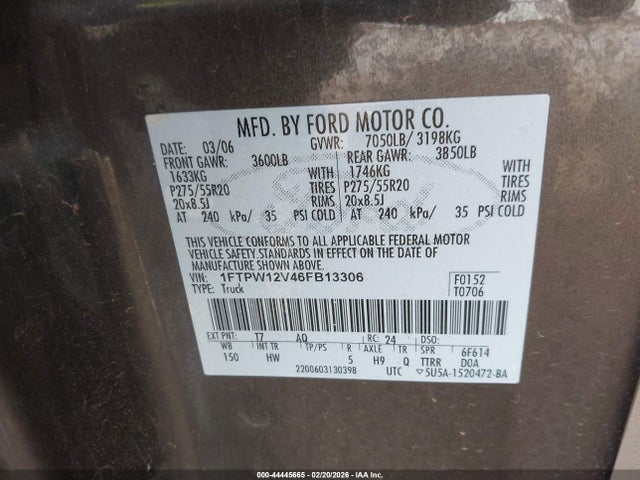 MFD. BY FORD MOTOR CO.
DATE: 03/06 GVWR: 7050LB/ 3198KG
FRONT GAWR: 3600LB REAR GAWR: 3850LB
1633KG WITH 1746KG WITH
P275/55R20 TIRES P275/55R20 TIRES
20x8.5J RIMS 20x8.5J RIMS
AT 240 kPa/ 35 PSI COLD AT 240 kPa/ 35 PSI COLD
THIS VEHICLE CONFORMS TO ALL APPLICABLE FEDERAL MOTOR
VEHICLE SAFETY STANDARDS IN EFFECT ON THE DATE OF
MANUFACTURE SHOWN ABOVE.
1FTPW12V46FB13306 F0152
TYPE: Truck T0706
EXT PNT: T7 AQ RC: 24 DSO:
WB INT TR TP/PS R AXLE TR SPR 6F614
150 HW 5 H9 Q TTRR D0A
2200603130398 UTC 5U5A-1520472-BA
000-44445665 - 02/20/2026 - IAA Inc.